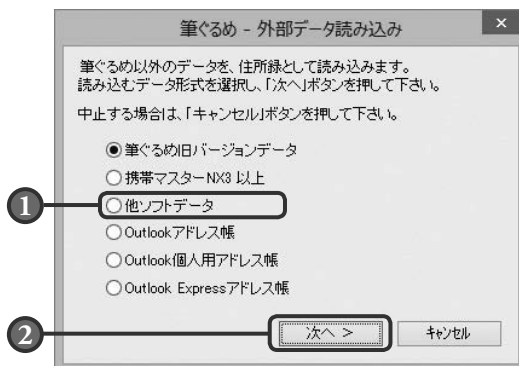 筆ぐるめ - 外部データ読み込み
×
筆ぐるめ以外のデータを、住所録として読み込みます。
読み込むデータ形式を選択し、「次へ」ボタンを押して下さい。
中止する場合は、「キャンセル」ボタンを押して下さい。
筆ぐるめ旧バージョンデータ
携帯マスターNX3 以上
1 他ソフトデータ
Outlookアドレス帳
Outlook個人用アドレス帳
Outlook Expressアドレス帳
2 次へ > キャンセル